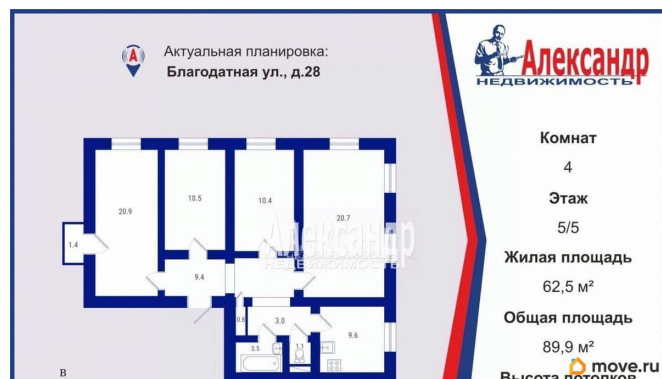 Актуальная планировка:
Благодатная ул., д.28
Александр
НЕДВИЖИМОСТЬ
Комнат
4
Этаж
5/5
Жилая площадь
62,5 м²
Общая площадь
89,9 м²
Высота потолков
move.ru
20.9
10.5
10.4
20.7
1.4
9.4
Александр
НЕДВИЖИМОСТЬ
0.8
3.0
9.6
3.5
1.1
В